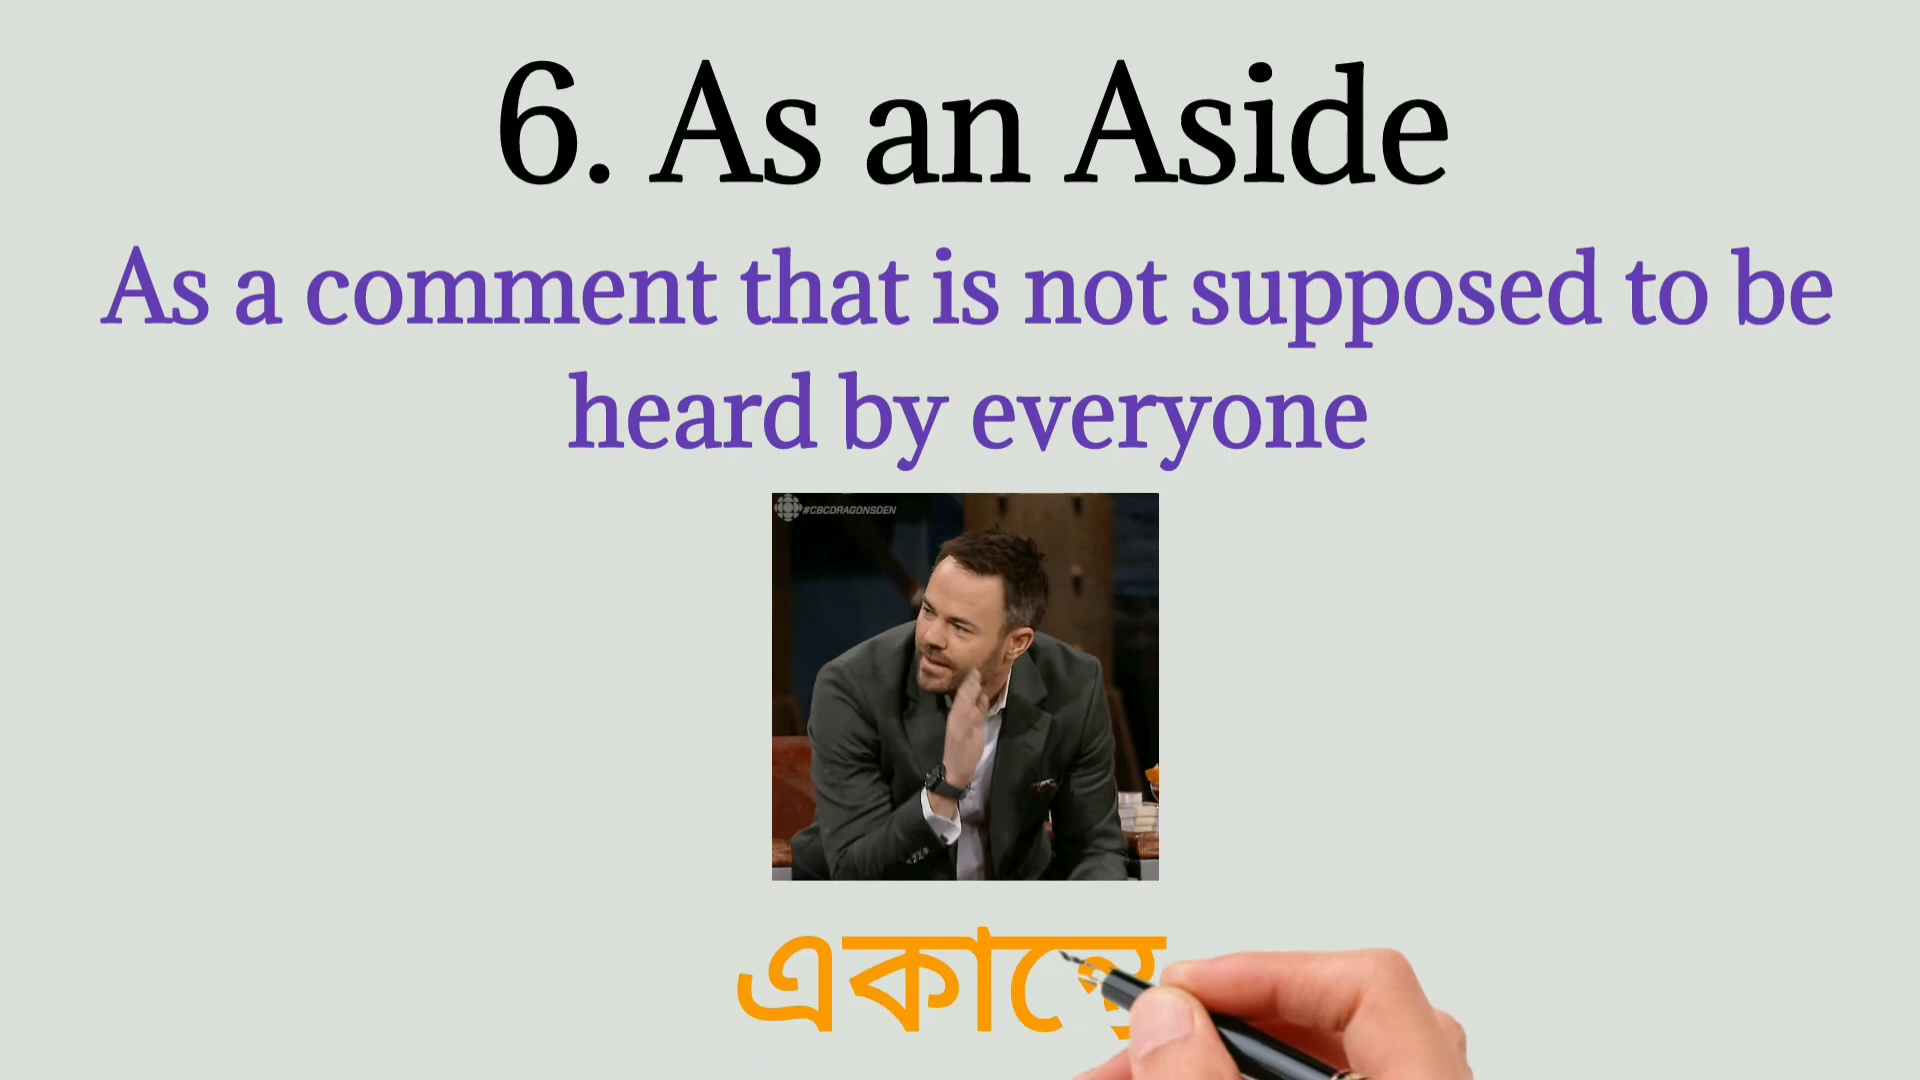 6. As an Aside
As a comment that is not supposed to be
heard by everyone
#CBCDRAGONSDEN
একান্তে